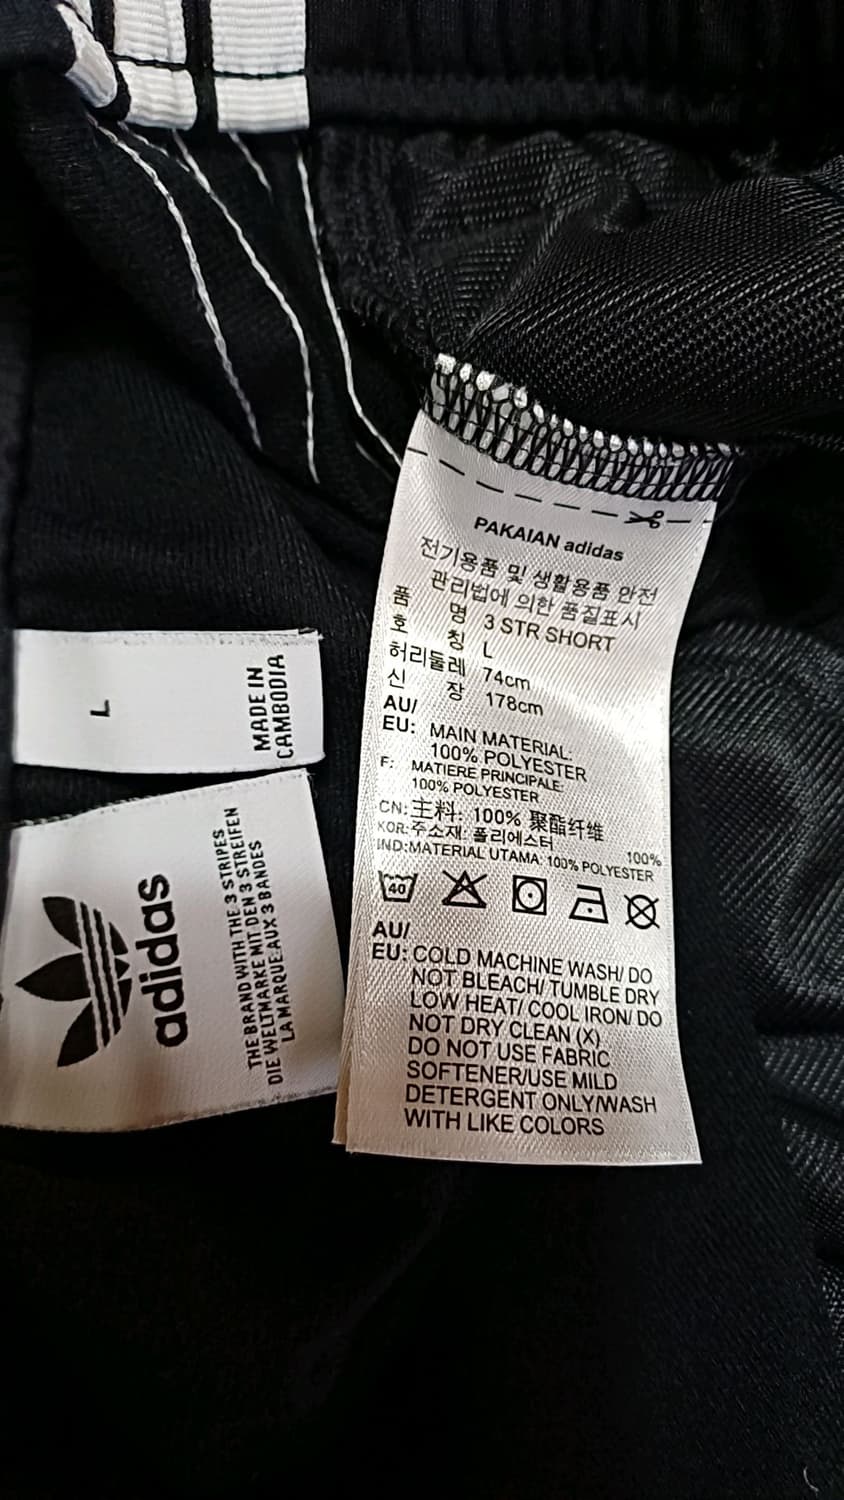 PAKAIAN adidas
전기용품 및 생활용품 안전
관리법에 의한 품질표시
품 명 3 STR SHORT
호 칭 L
허리둘레 74cm
신 장 178cm
AU/
EU: MAIN MATERIAL:
100% POLYESTER
F: MATIERE PRINCIPALE:
100% POLYESTER
CN:主料: 100% 聚酯纤维
KOR:주소재: 폴리에스터 100%
IND:MATERIAL UTAMA: 100% POLYESTER
40
AU/
EU: COLD MACHINE WASH/ DO
NOT BLEACH/ TUMBLE DRY
LOW HEAT/ COOL IRON/ DO
NOT DRY CLEAN (X)
DO NOT USE FABRIC
SOFTENER/USE MILD
DETERGENT ONLY/WASH
WITH LIKE COLORS
L
MADE IN
CAMBODIA
adidas
THE BRAND WITH THE 3 STRIPES
DIE WELTMARKE MIT DEN 3 STREIFEN
LA MARQUE AUX 3 BANDES